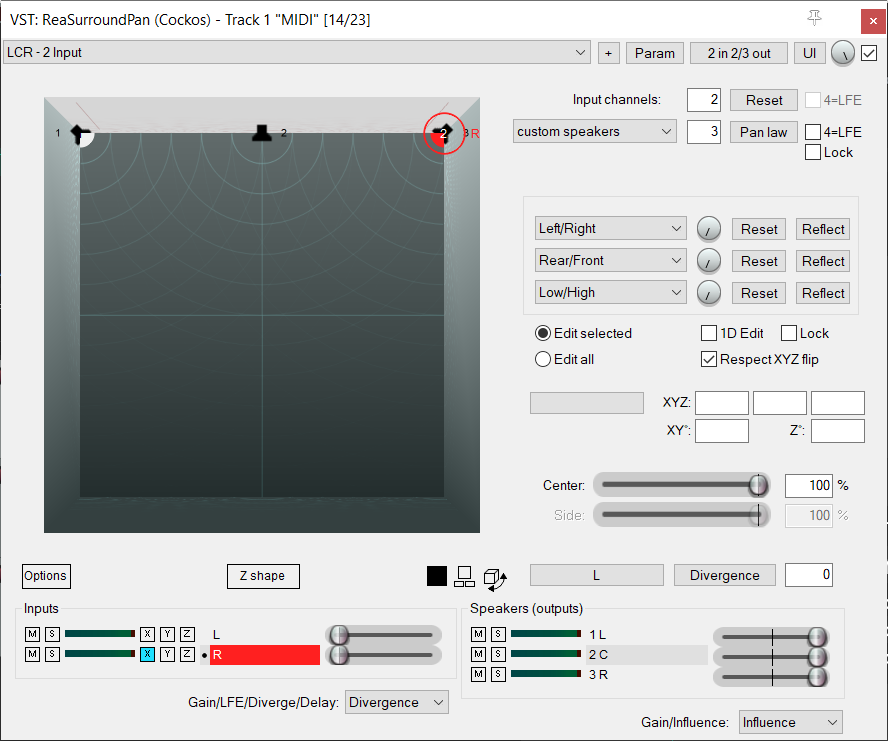 VST: ReaSurroundPan (Cockos) - Track 1 "MIDI" [14/23]
LCR - 2 Input + Param 2 in 2/3 out UI
Input channels: 2 Reset 4=LFE
custom speakers 3 Pan law 4=LFE
Lock
1 2 2 3 R
Left/Right Reset Reflect
Rear/Front Reset Reflect
Low/High Reset Reflect
Edit selected 1D Edit Lock
Edit all Respect XYZ flip
XYZ:
XY°: Z°:
Center: 100 %
Side: 100 %
Options Z shape L Divergence 0
Inputs Speakers (outputs)
M S X Y Z L M S 1 L
M S X Y Z R M S 2 C
M S 3 R
Gain/LFE/Diverge/Delay: Divergence
Gain/Influence: Influence